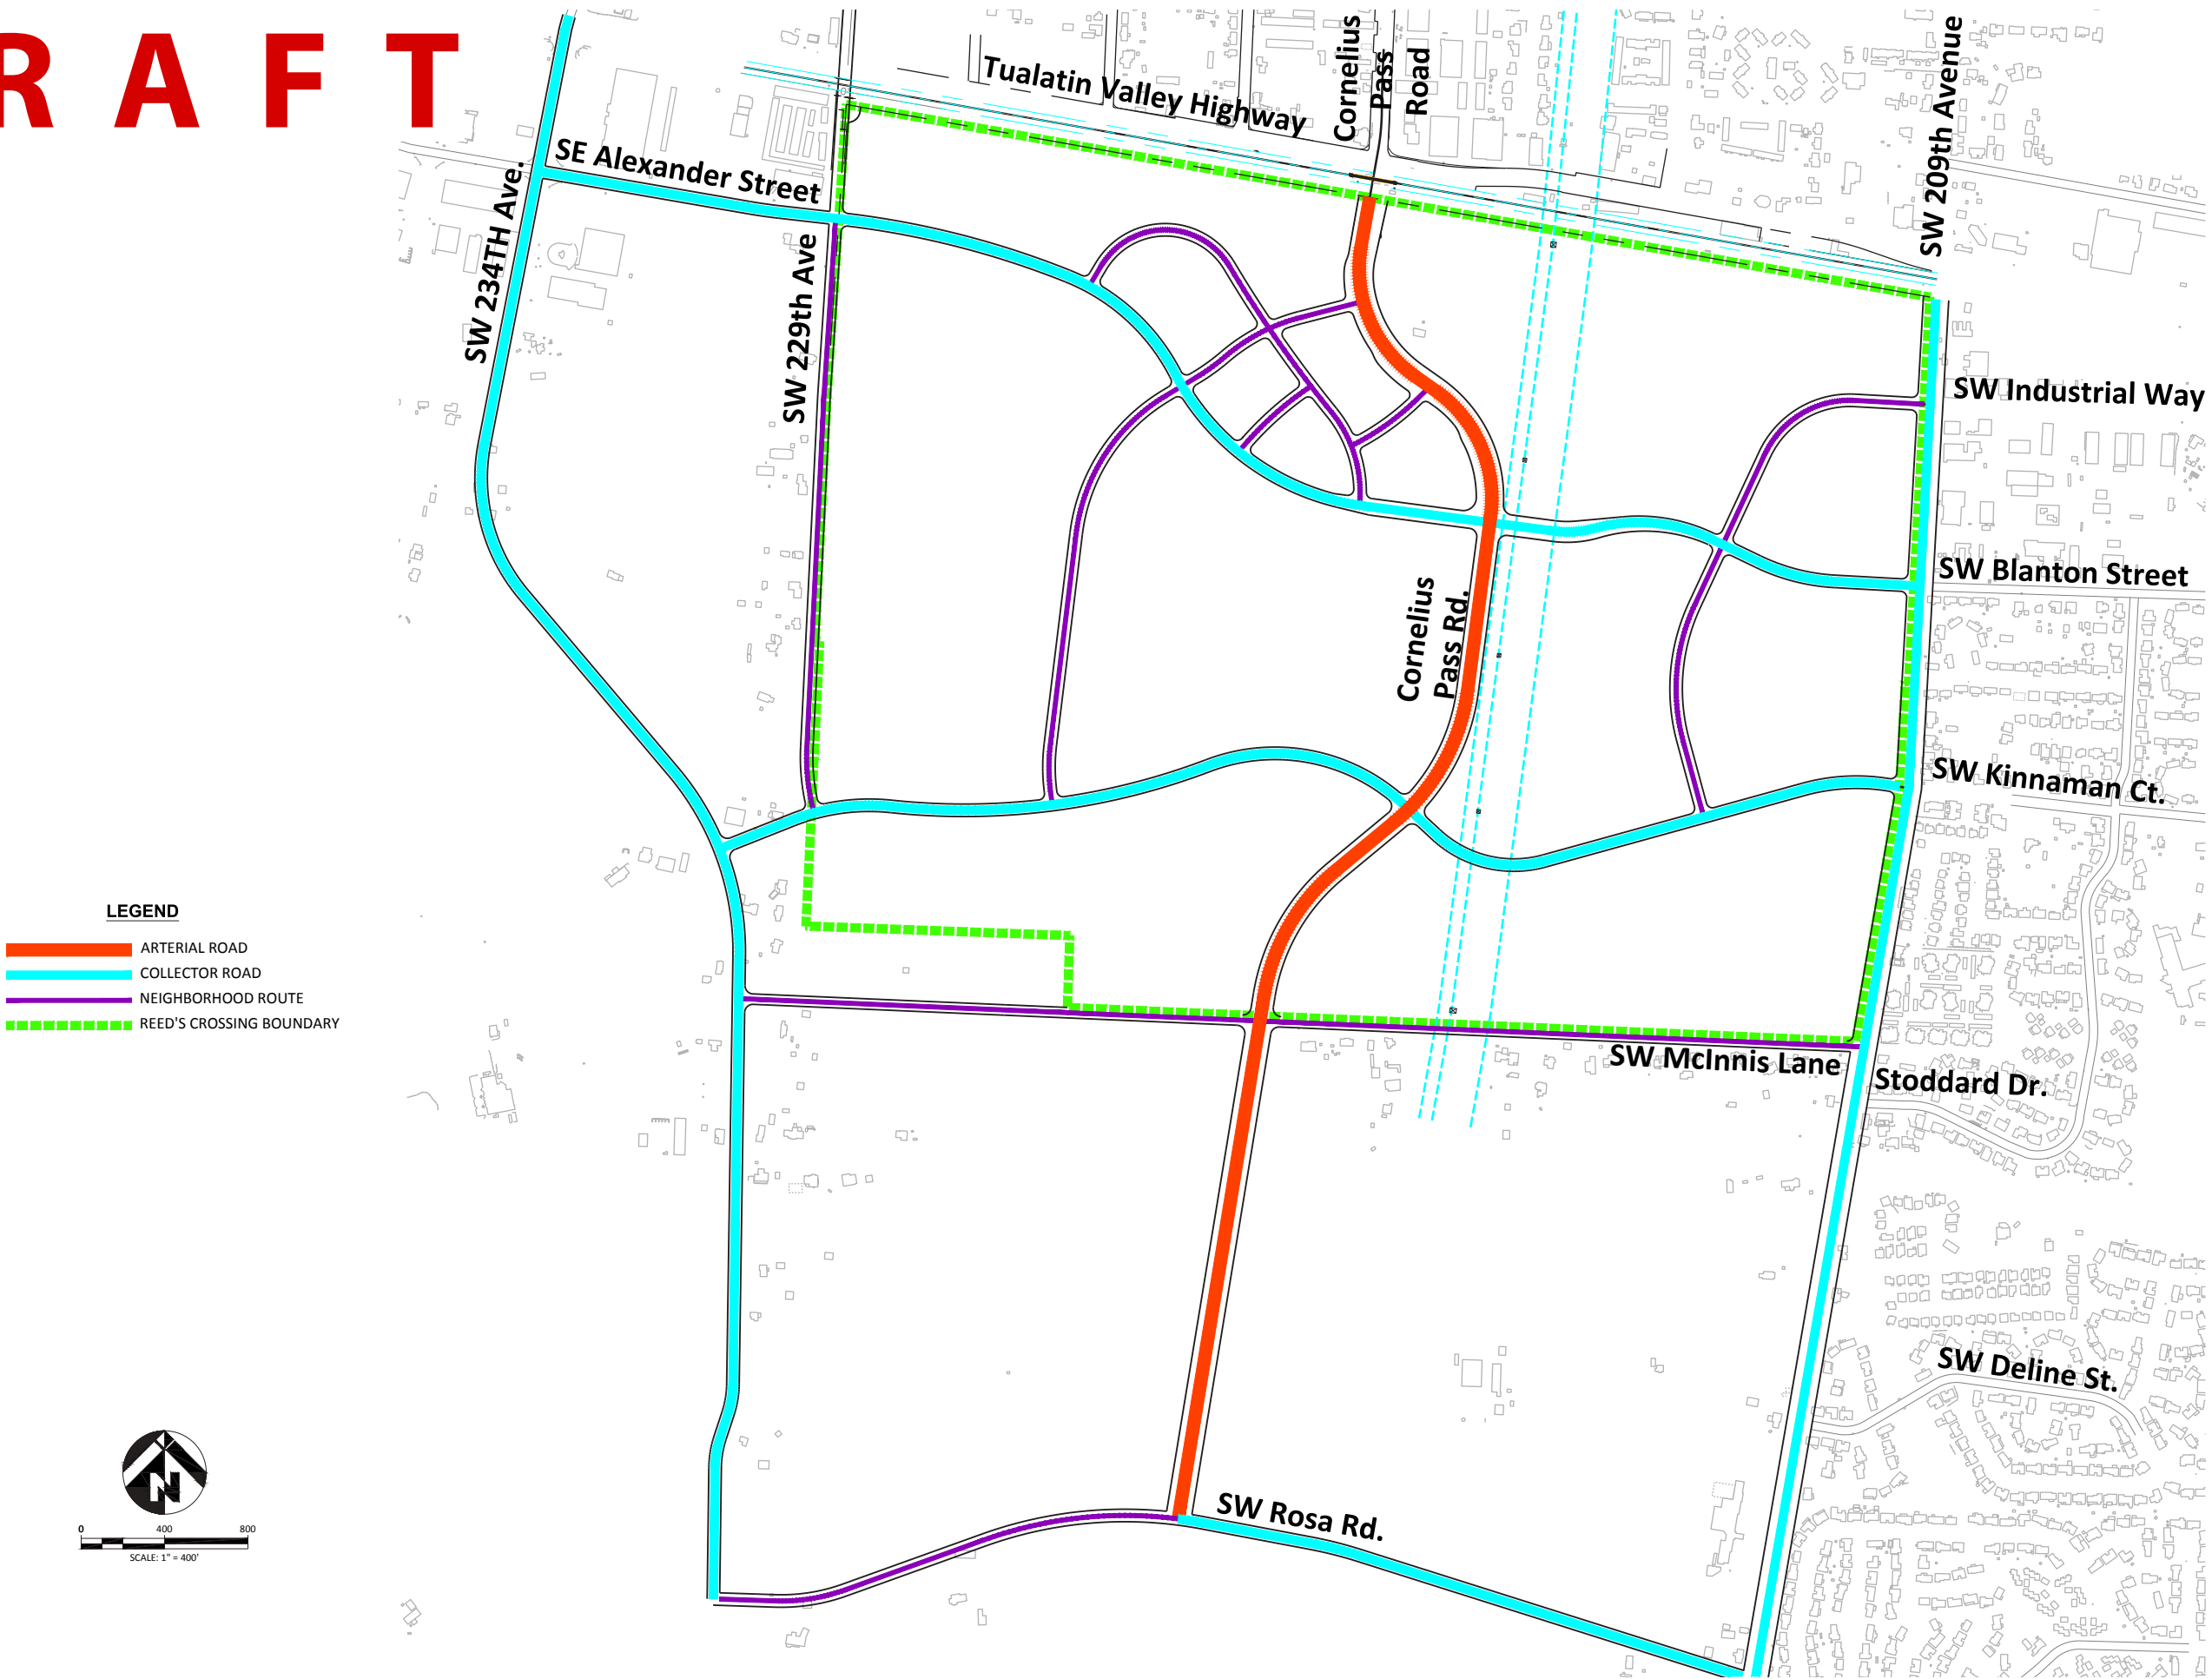 RAFT
Cornelius
Pass
Road
Tualatin Valley Highway
SW 209th Avenue
SE Alexander Street
SW 234TH Ave.
SW 229th Ave
SW Industrial Way
SW Blanton Street
Cornelius
Pass Rd.
SW Kinnaman Ct.
LEGEND
ARTERIAL ROAD
COLLECTOR ROAD
NEIGHBORHOOD ROUTE
REED'S CROSSING BOUNDARY
SW McInnis Lane
Stoddard Dr.
SW Deline St.
N
0 400 800
SCALE: 1" = 400'
SW Rosa Rd.